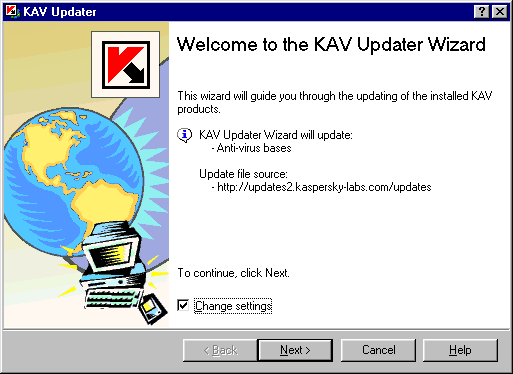 KAV Updater
Welcome to the KAV Updater Wizard
This wizard will guide you through the updating of the installed KAV
products.
KAV Updater Wizard will update:
- Anti-virus bases
Update file source:
- http://updates2.kaspersky-labs.com/updates
To continue, click Next.
Change settings
< Back
Next >
Cancel
Help